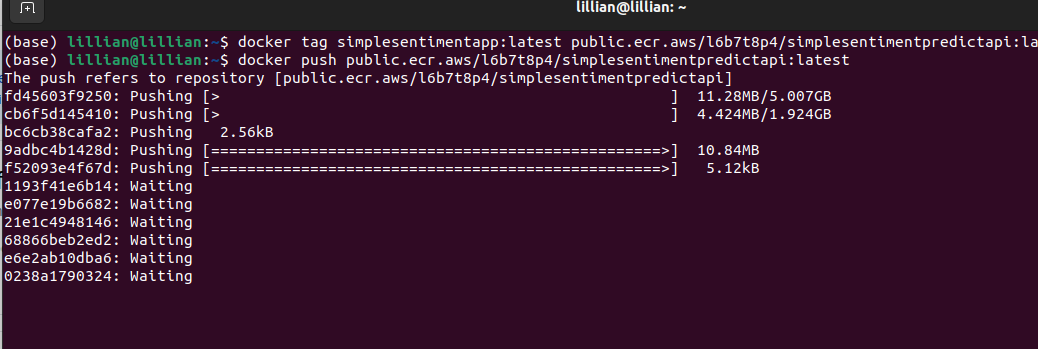 lillian@lillian: ~
(base) lillian@lillian:~$ docker tag simplesentimentapp:latest public.ecr.aws/l6b7t8p4/simplesentimentpredictapi:la
(base) lillian@lillian:~$ docker push public.ecr.aws/l6b7t8p4/simplesentimentpredictapi:latest
The push refers to repository [public.ecr.aws/l6b7t8p4/simplesentimentpredictapi]
fd45603f9250: Pushing [>                                                  ]  11.28MB/5.007GB
cb6f5d145410: Pushing [>                                                  ]  4.424MB/1.924GB
bc6cb38cafa2: Pushing   2.56kB
9adbc4b1428d: Pushing [==================================================>]  10.84MB
f52093e4f67d: Pushing [==================================================>]   5.12kB
1193f41e6b14: Waiting
e077e19b6682: Waiting
21e1c4948146: Waiting
68866beb2ed2: Waiting
e6e2ab10dba6: Waiting
0238a1790324: Waiting